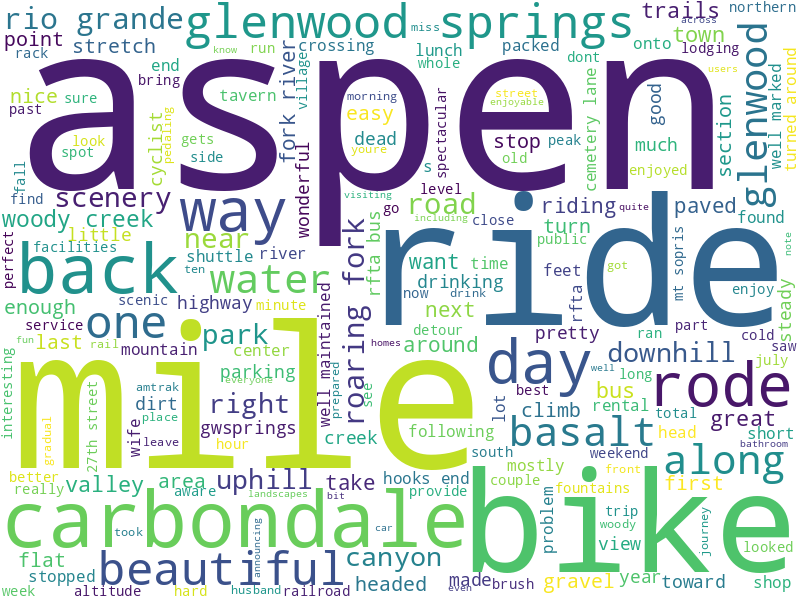 rio grande
glenwood springs
miss
trails
across
northern
point
stretch
rack
fork river
crossing
lunch
packed
onto
town
lodging
end
run
know
village
whole
dont
users
bring
nice
sure
past
tavern
morning
easy
youre
street
enjoyable
good
well marked
turned around
aspen
look
spot
gets
side
cyclist
pedaling
dead
stop
peak
old
much
section
glenwood
cemetery lane
enjoyed
fall
find
scenery
wonderful
s
level
spectacular
visiting
including
go
road
quite
riding
paved
found
woody creek
way
close
turn
public
little
near
facilities
shuttle
river
roaring fork
rfta bus
want
time
feet
mt sopris
enjoy
note
perfect
back
ten
water
drinking
now
drink
rfta
got
ride
steady
enough
scenic
highway
minute
next
service
one
park
detour
pretty
ran
part
cold
saw
fun
last
rail
mountain
center
well maintained
homes
around
day
downhill
july
interesting
parking
everyone
prepared
see
best
bus
well
long
rode
amtrak
mile
27th street
dirt
place
right
lot
climb
rental
total
great
short
gradual
wife
leave
gwsprings
hour
creek
following
basalt
weekend
head
bathroom
better
really
valley
area
aware
uphill
take
hooks end
south
mostly
couple
front
along
first
landscapes
bit
provide
fountains
carbondale
bike
problem
trip
woody
view
journey
looked
flat
took
announcing
car
canyon
stopped
beautiful
headed
made
even
gravel
year
toward
week
altitude
hard
husband
railroad
brush
shop